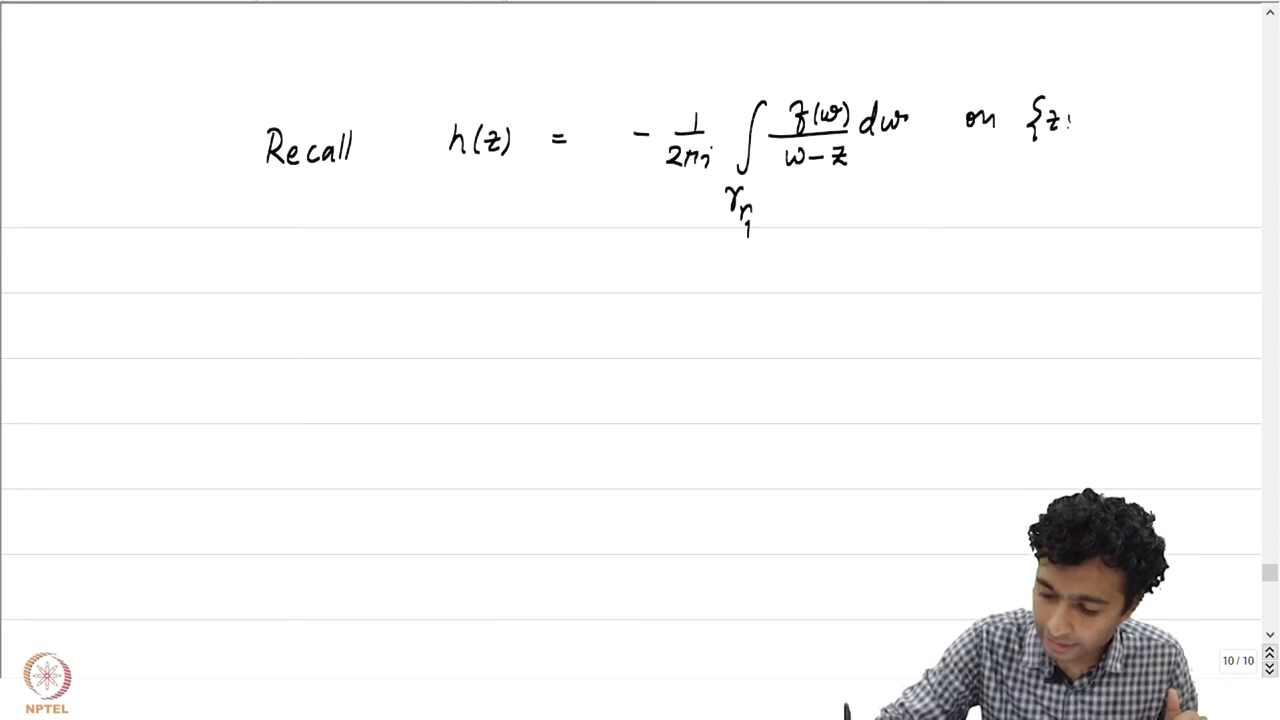 Recall h(z) = - 1/2πi ∫_{γ_{r_1}} f(w)/(w-z) dw on {z:
10 / 10
NPTEL